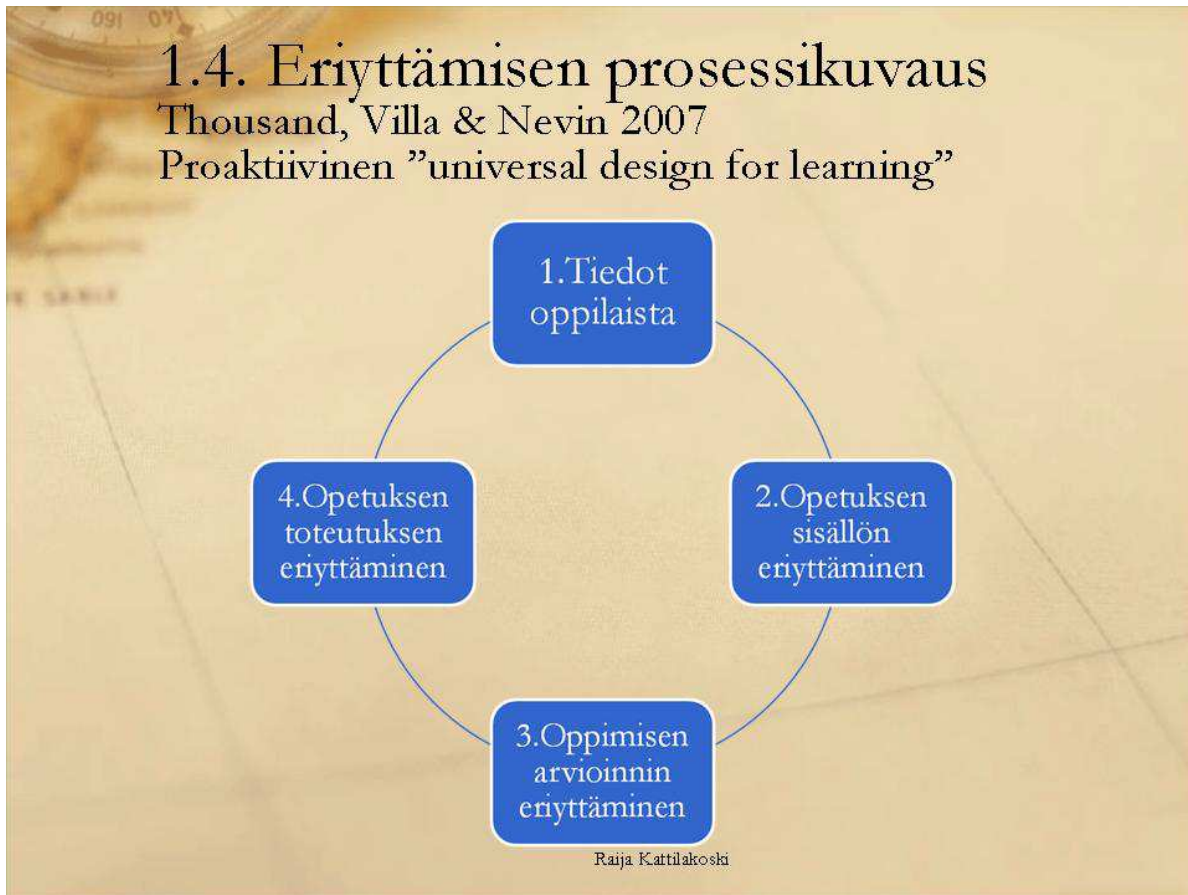 1.4. Eriyttämisen prosessikuvaus
Thousand, Villa & Nevin 2007
Proaktiivinen ”universal design for learning”
1.Tiedot
oppilaista
2.Opetuksen
sisällön
eriyttäminen
3.Oppimisen
arvioinnin
eriyttäminen
4.Opetuksen
toteutuksen
eriyttäminen
Raija Kattilakoski